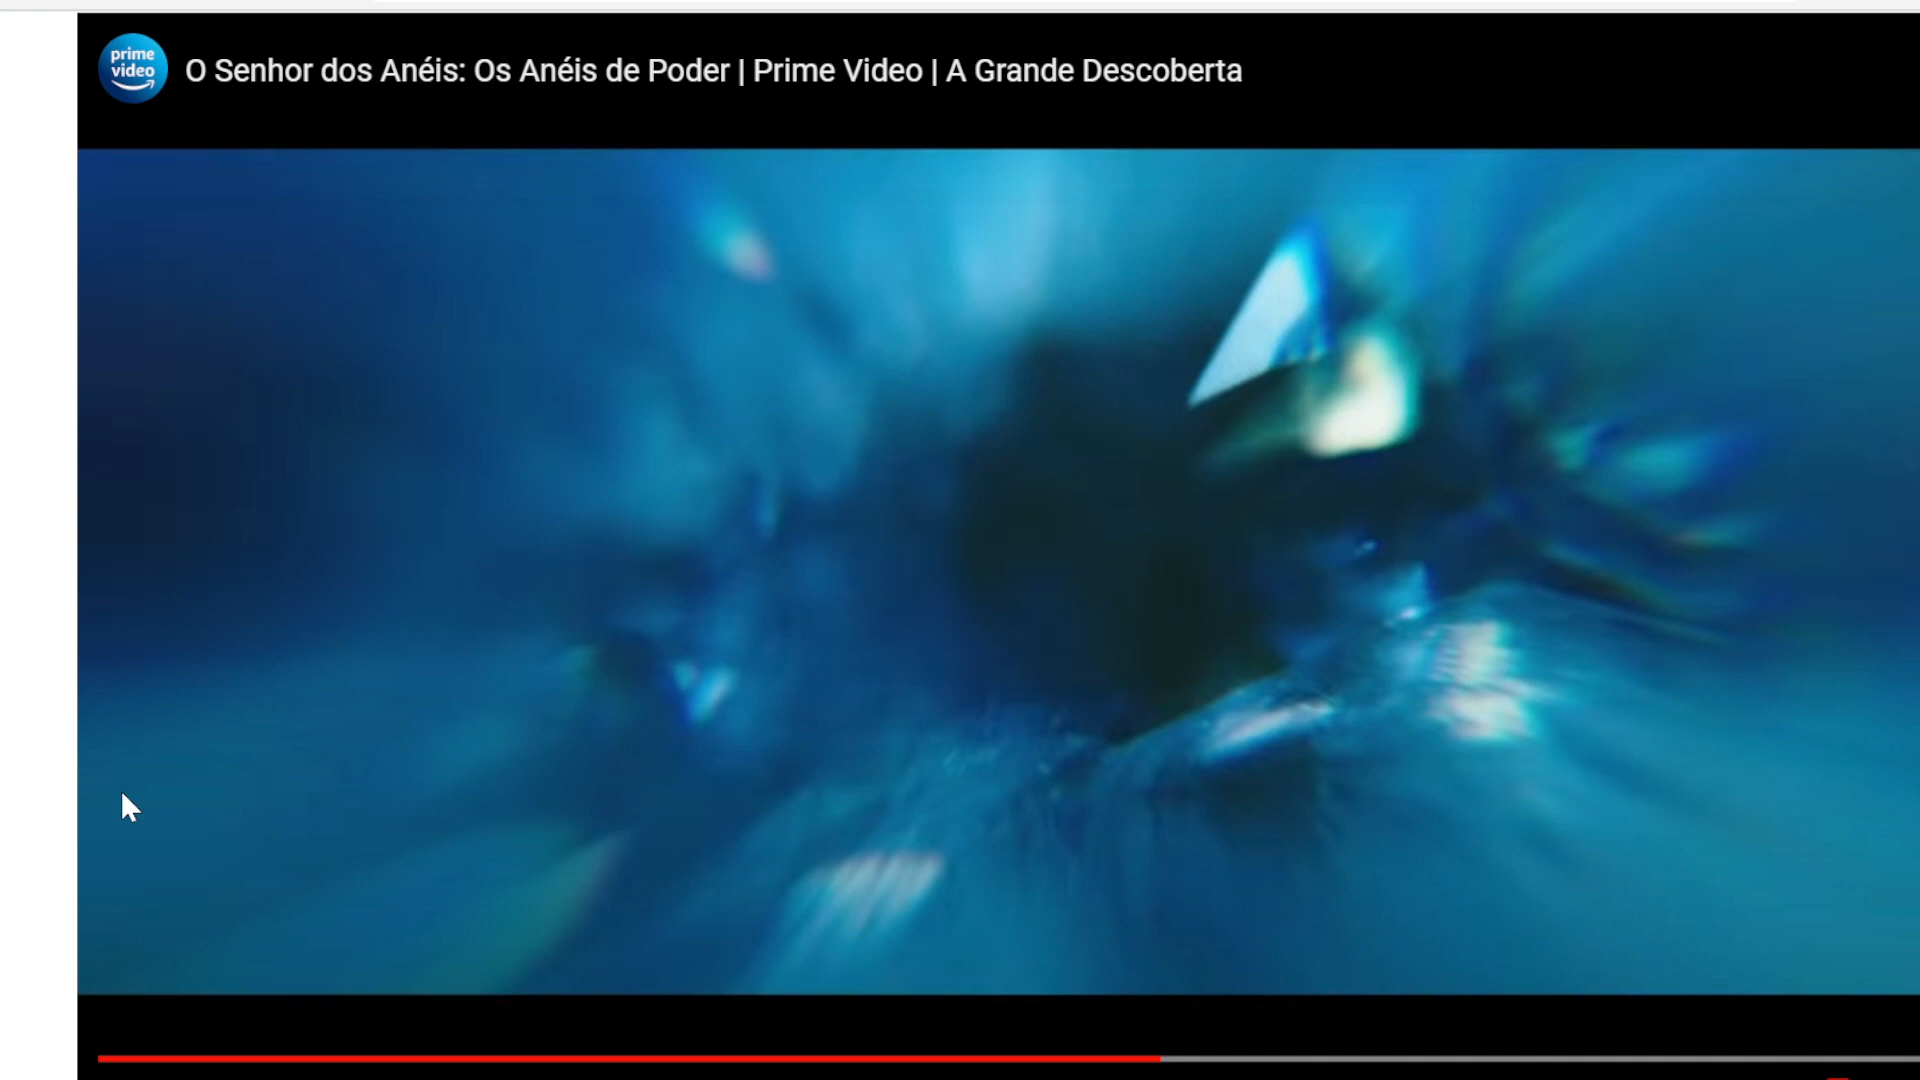 prime
video
O Senhor dos Anéis: Os Anéis de Poder | Prime Video | A Grande Descoberta